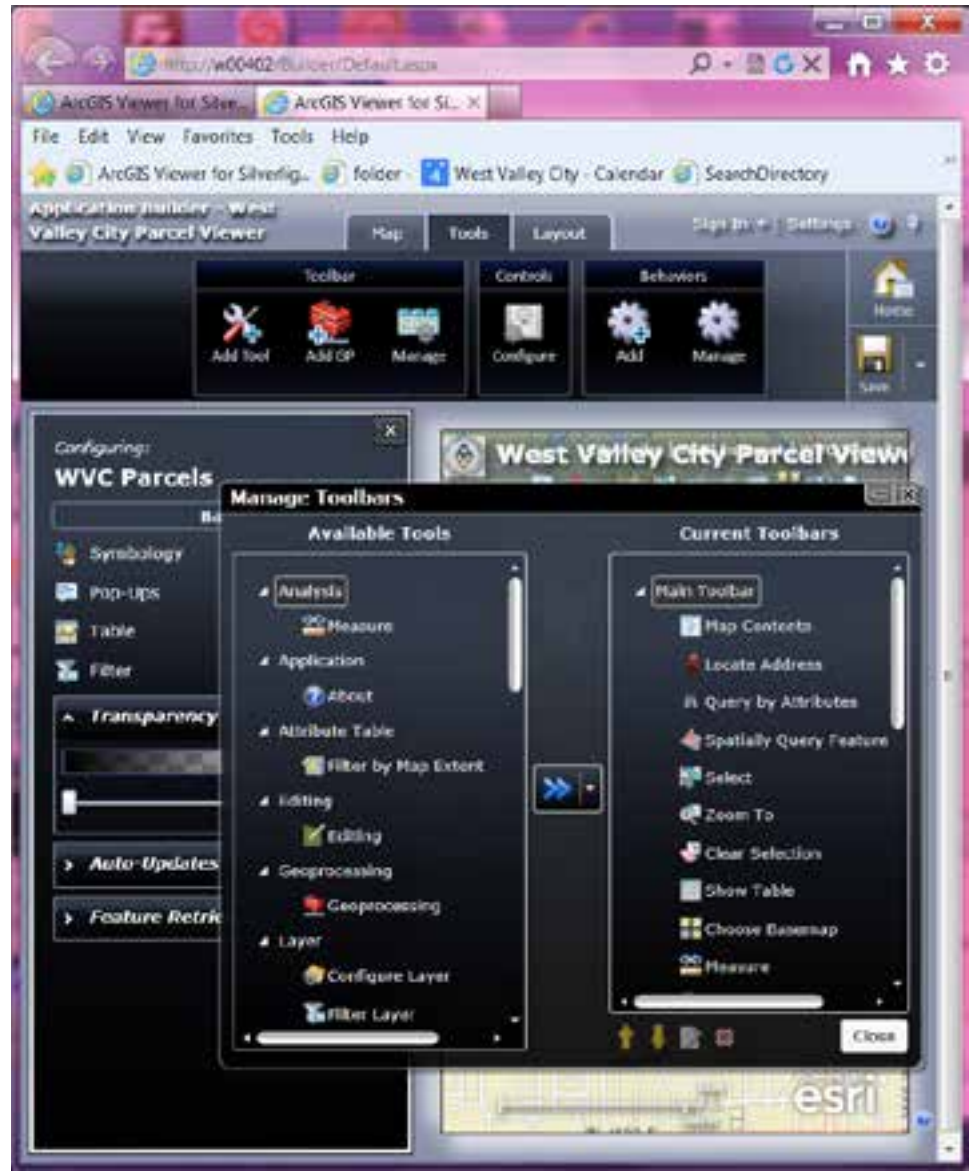 http://w00402/Builder/Default.aspx
ArcGIS Viewer for Silve...
ArcGIS Viewer for Si...
File Edit View Favorites Tools Help
ArcGIS Viewer for Silverlig...
folder
West Valley City - Calendar
SearchDirectory
Application Builder - West
Valley City Parcel Viewer
Map
Tools
Layout
Sign In
Settings
Toolbar
Controls
Behaviors
Add Tool
Add GP
Manage
Configure
Add
Manage
Home
Save
Configuring:
WVC Parcels
Symbology
Pop-Ups
Table
Filter
Transparency
Auto-Updates
Feature
West Valley City Parcel View
Manage Toolbars
Available Tools
Analysis
Measure
Application
About
Attribute Table
Filter by Map Extent
Editing
Editing
Geoprocessing
Geoprocessing
Layer
Configure Layer
Filter Layer
Current Toolbars
Main Toolbar
Map Contents
Locate Address
Query by Attributes
Spatially Query Feature
Select
Zoom To
Clear Selection
Show Table
Choose Basemap
Measure
Close
esri